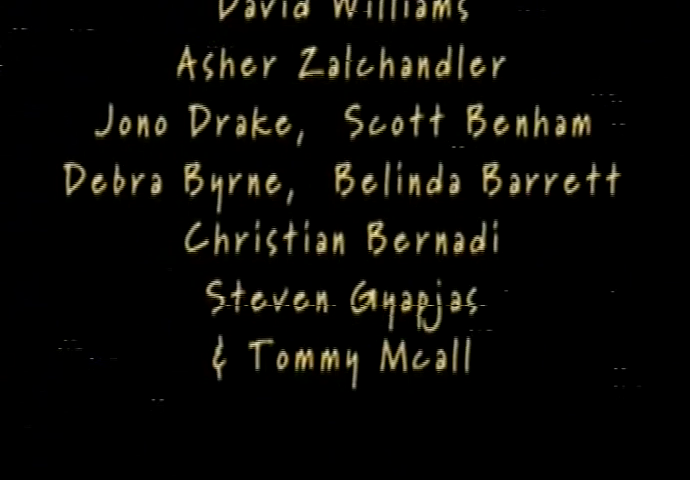 David Williams
Asher Zalchandler
Jono Drake, Scott Benham
Debra Byrne, Belinda Barrett
Christian Bernadi
Steven Gyapjas
& Tommy Mcall